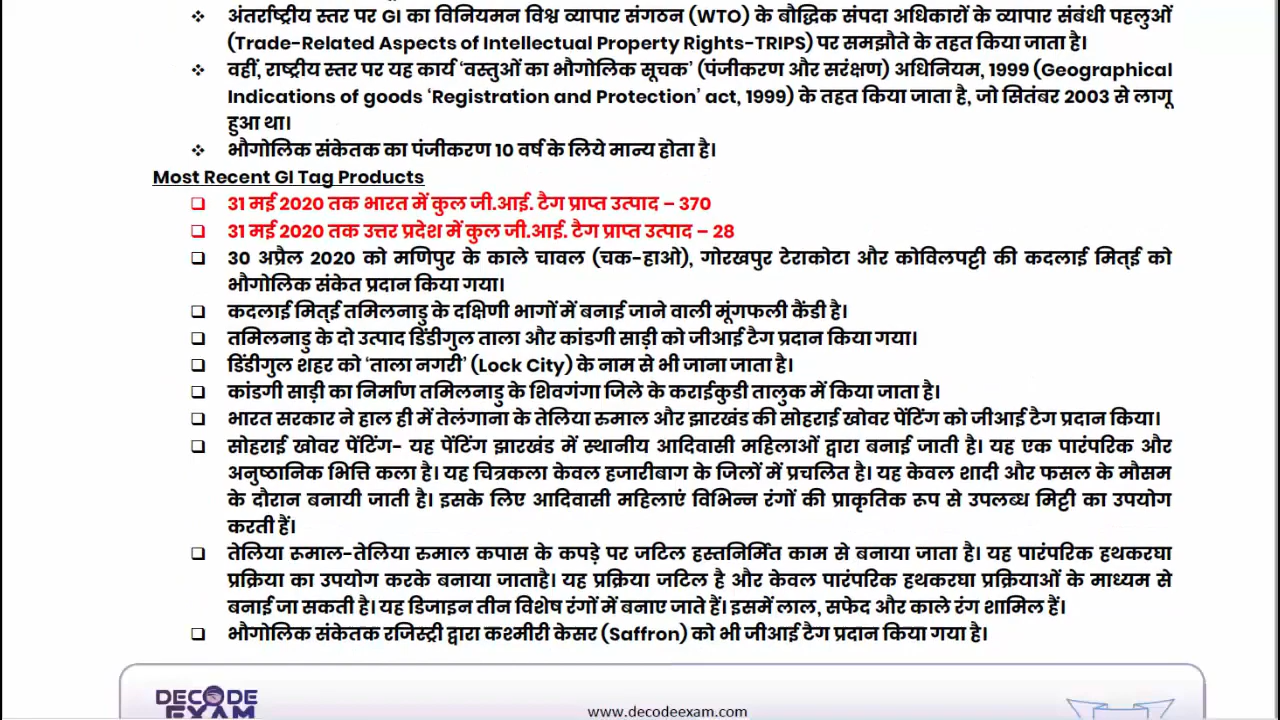 ❖ अंतर्राष्ट्रीय स्तर पर GI का विनियमन विश्व व्यापार संगठन (WTO) के बौद्धिक संपदा अधिकारों के व्यापार संबंधी पहलुओं
(Trade-Related Aspects of Intellectual Property Rights-TRIPS) पर समझौते के तहत किया जाता है।
❖ वहीं, राष्ट्रीय स्तर पर यह कार्य ‘वस्तुओं का भौगोलिक सूचक’ (पंजीकरण और सरंक्षण) अधिनियम, 1999 (Geographical
Indications of goods ‘Registration and Protection’ act, 1999) के तहत किया जाता है, जो सितंबर 2003 से लागू
हुआ था।
❖ भौगोलिक संकेतक का पंजीकरण 10 वर्ष के लिये मान्य होता है।
Most Recent GI Tag Products
❑ 31 मई 2020 तक भारत में कुल जी.आई. टैग प्राप्त उत्पाद – 370
❑ 31 मई 2020 तक उत्तर प्रदेश में कुल जी.आई. टैग प्राप्त उत्पाद – 28
❑ 30 अप्रैल 2020 को मणिपुर के काले चावल (चक-हाओ), गोरखपुर टेराकोटा और कोविलपट्टी की कदलाई मित्ई को
भौगोलिक संकेत प्रदान किया गया।
❑ कदलाई मित्ई तमिलनाडु के दक्षिणी भागों में बनाई जाने वाली मूंगफली कैंडी है।
❑ तमिलनाडु के दो उत्पाद डिंडीगुल ताला और कांडगी साड़ी को जीआई टैग प्रदान किया गया।
❑ डिंडीगुल शहर को ‘ताला नगरी’ (Lock City) के नाम से भी जाना जाता है।
❑ कांडगी साड़ी का निर्माण तमिलनाडु के शिवगंगा जिले के कराईकुडी तालुक में किया जाता है।
❑ भारत सरकार ने हाल ही में तेलंगाना के तेलिया रुमाल और झारखंड की सोहराई खोवर पेंटिंग को जीआई टैग प्रदान किया।
❑ सोहराई खोवर पेंटिंग- यह पेंटिंग झारखंड में स्थानीय आदिवासी महिलाओं द्वारा बनाई जाती है। यह एक पारंपरिक और
अनुष्ठानिक भित्ति कला है। यह चित्रकला केवल हजारीबाग के जिलों में प्रचलित है। यह केवल शादी और फसल के मौसम
के दौरान बनायी जाती है। इसके लिए आदिवासी महिलाएं विभिन्न रंगों की प्राकृतिक रूप से उपलब्ध मिट्टी का उपयोग
करती हैं।
❑ तेलिया रूमाल-तेलिया रुमाल कपास के कपड़े पर जटिल हस्तनिर्मित काम से बनाया जाता है। यह पारंपरिक हथकरघा
प्रक्रिया का उपयोग करके बनाया जाताहै। यह प्रक्रिया जटिल है और केवल पारंपरिक हथकरघा प्रक्रियाओं के माध्यम से
बनाई जा सकती है। यह डिजाइन तीन विशेष रंगों में बनाए जाते हैं। इसमें लाल, सफेद और काले रंग शामिल हैं।
❑ भौगोलिक संकेतक रजिस्ट्री द्वारा कश्मीरी केसर (Saffron) को भी जीआई टैग प्रदान किया गया है।
DECODE
EXAM
www.decodeexam.com